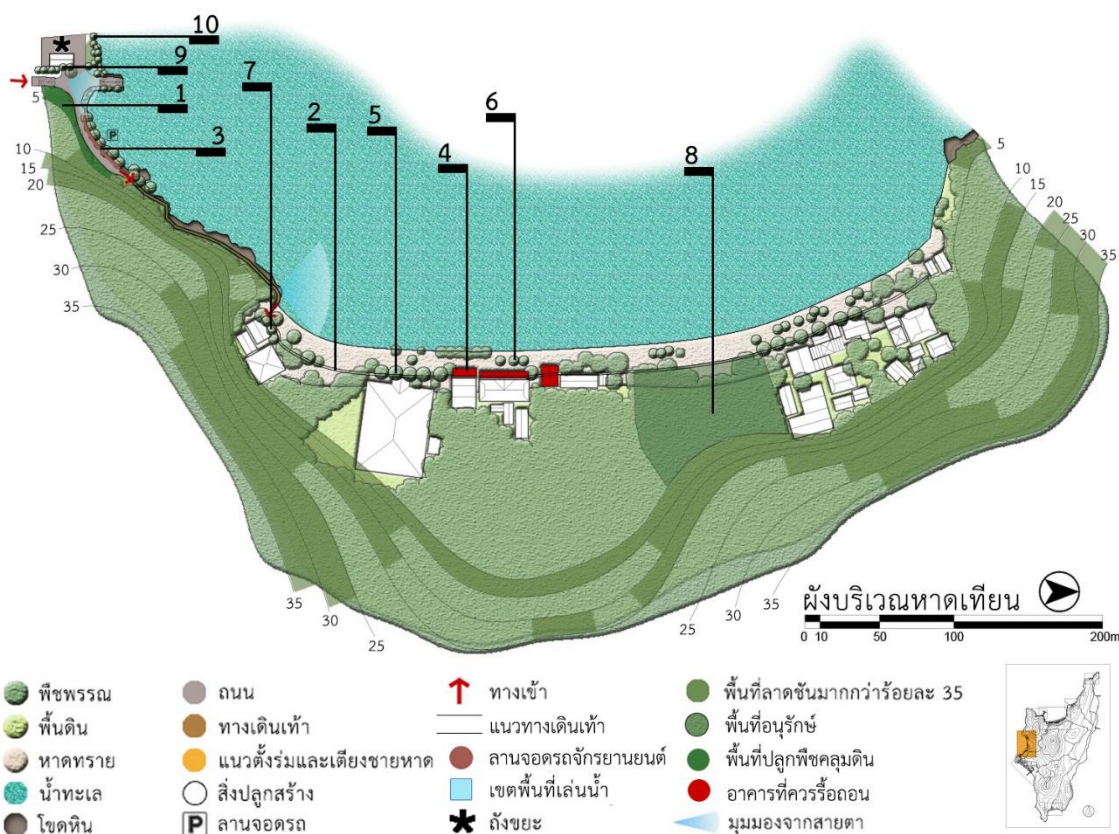 10
9
7
1
6
2
5
5
3
P
4
8
5
10
10
15
15
20
20
25
25
30
30
35
35
35
30
25
25
30
35
ผังบริเวณหาดเทียน
0 10 50 100 200m
พืชพรรณ
พื้นดิน
หาดทราย
น้ำทะเล
โขดหิน
ถนน
ทางเดินเท้า
แนวตั้งร่มและเตียงชายหาด
สิ่งปลูกสร้าง
P ลานจอดรถ
ทางเข้า
แนวทางเดินเท้า
ลานจอดรถจักรยานยนต์
เขตพื้นที่เล่นน้ำ
ถังขยะ
พื้นที่ลาดชันมากกว่าร้อยละ 35
พื้นที่อนุรักษ์
พื้นที่ปลูกพืชคลุมดิน
อาคารที่ควรรื้อถอน
มุมมองจากสายตา